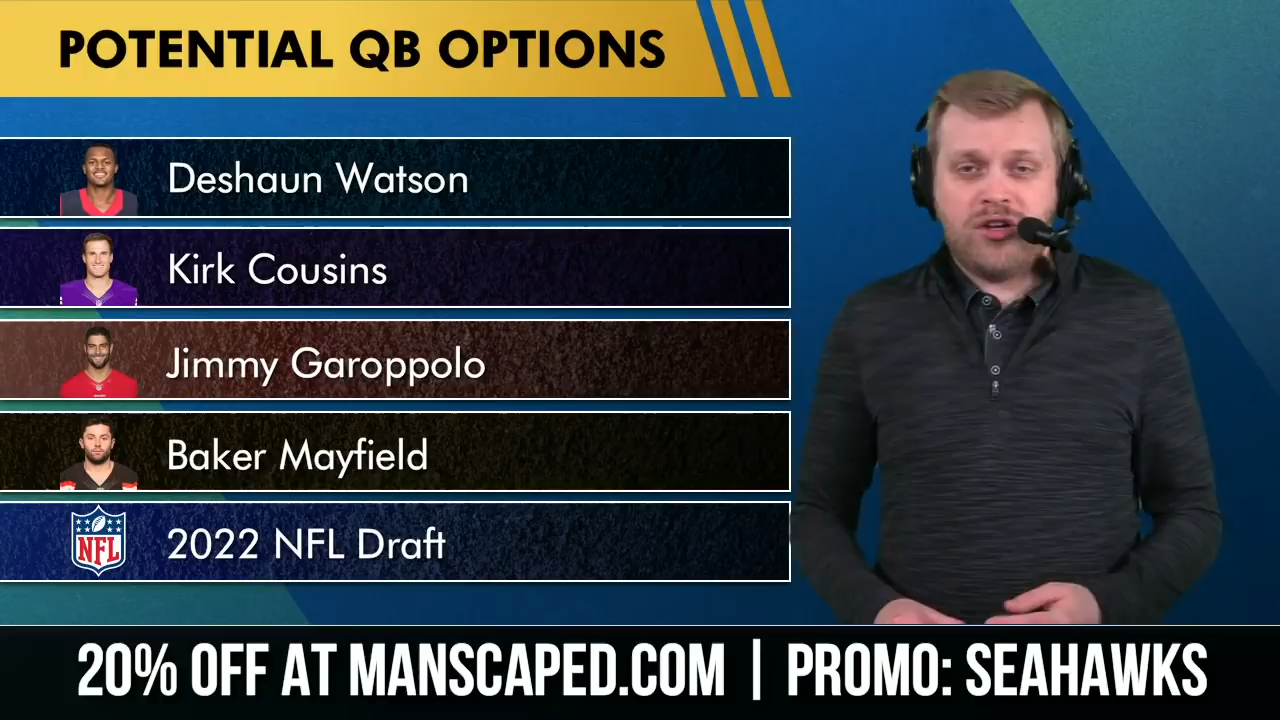 POTENTIAL QB OPTIONS
Deshaun Watson
Kirk Cousins
Jimmy Garoppolo
Baker Mayfield
NFL
2022 NFL Draft
20% OFF AT MANSCAPED.COM | PROMO: SEAHAWKS